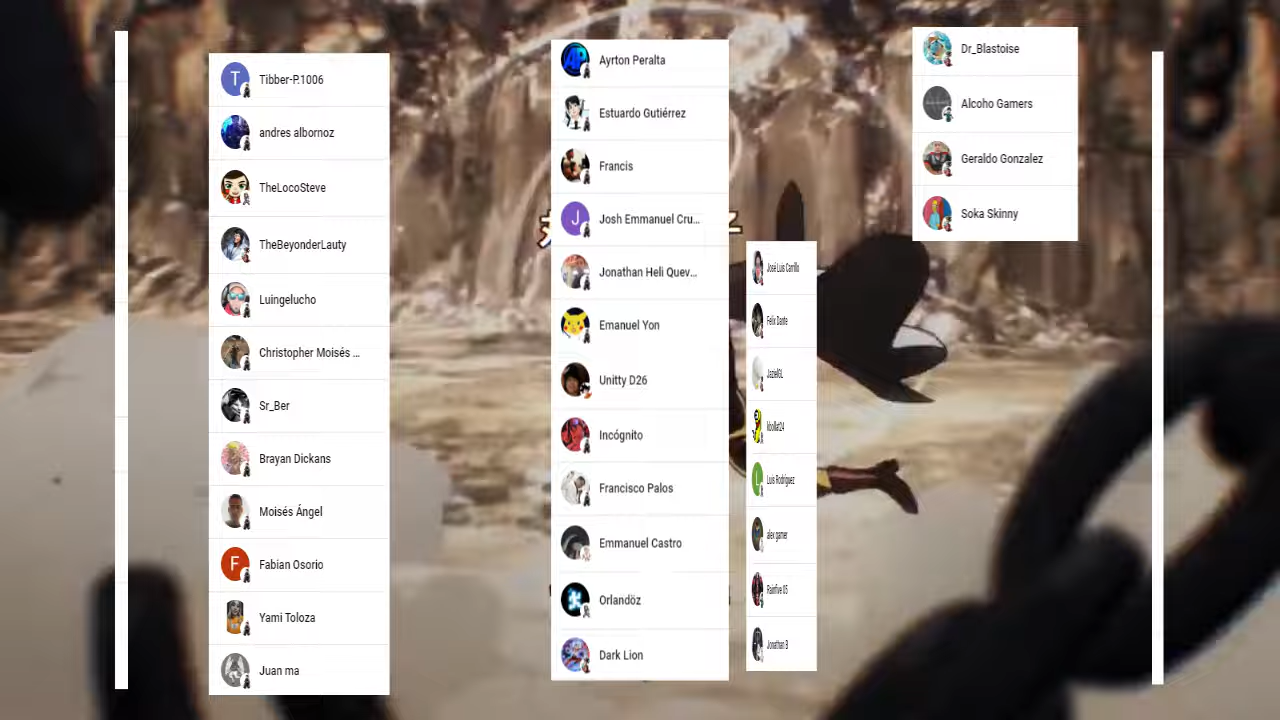 T
Tibber-P.1006
andres albornoz
TheLocoSteve
TheBeyonderLauty
Luingelucho
Christopher Moisés ...
Sr_Ber
Brayan Dickans
Moisés Ángel
F
Fabian Osorio
Yami Toloza
Juan ma
AP
Ayrton Peralta
Estuardo Gutiérrez
Francis
J
Josh Emmanuel Cru...
Jonathan Heli Quev...
Emanuel Yon
Unitty D26
Incógnito
Francisco Palos
Emmanuel Castro
Orlandöz
Dark Lion
José Luis Carrillo
Felix Dante
L
Luis Rodriguez
alex gamer
Rainfive 05
Jonathan B
Dr_Blastoise
Alcoho Gamers
Geraldo Gonzalez
Soka Skinny